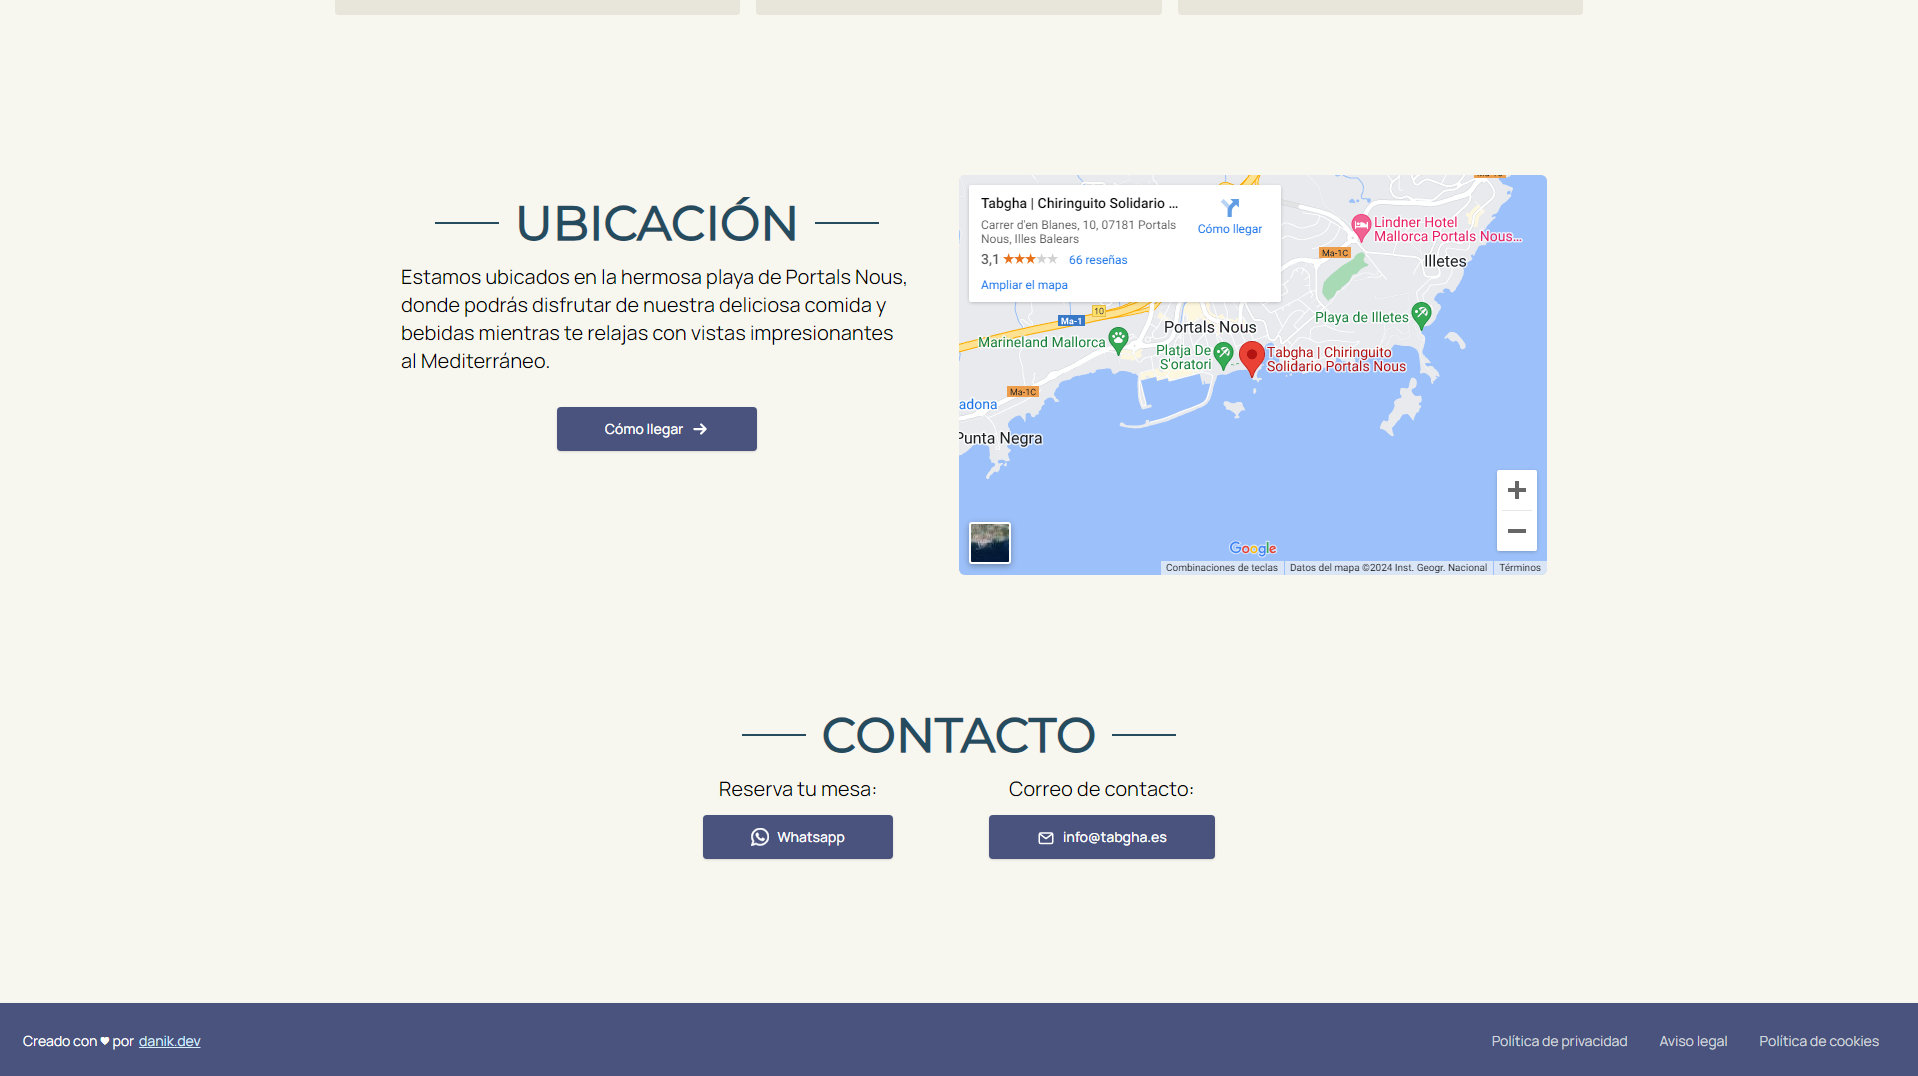 UBICACIÓN
Estamos ubicados en la hermosa playa de Portals Nous,
donde podrás disfrutar de nuestra deliciosa comida y
bebidas mientras te relajas con vistas impresionantes
al Mediterráneo.
Cómo llegar
Tabgha | Chiringuito Solidario ...
Carrer d'en Blanes, 10, 07181 Portals
Nous, Illes Balears
3,1
66 reseñas
Ampliar el mapa
Cómo llegar
Lindner Hotel
Mallorca Portals Nous...
Ma-1C
Illetes
10
Ma-1
Playa de Illetes
Portals Nous
Marineland Mallorca
Platja De
S'oratori
Tabgha | Chiringuito
Solidario Portals Nous
Ma-1C
adona
Punta Negra
Google
Combinaciones de teclas
Datos del mapa ©2024 Inst. Geogr. Nacional
Términos
CONTACTO
Reserva tu mesa:
Whatsapp
Correo de contacto:
info@tabgha.es
Creado con ♥ por danik.dev
Política de privacidad
Aviso legal
Política de cookies